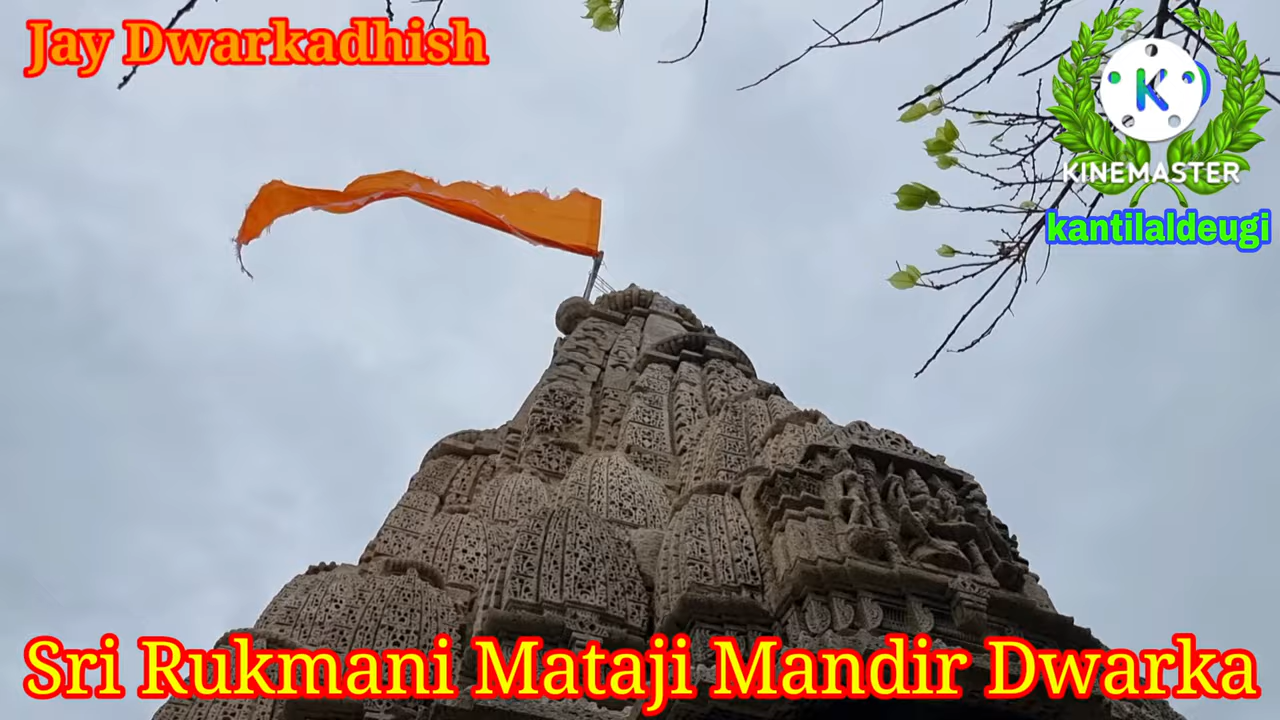 Jay Dwarkadhish
K
KINEMASTER
kantilaldeugi
Sri Rukmani Mataji Mandir Dwarka